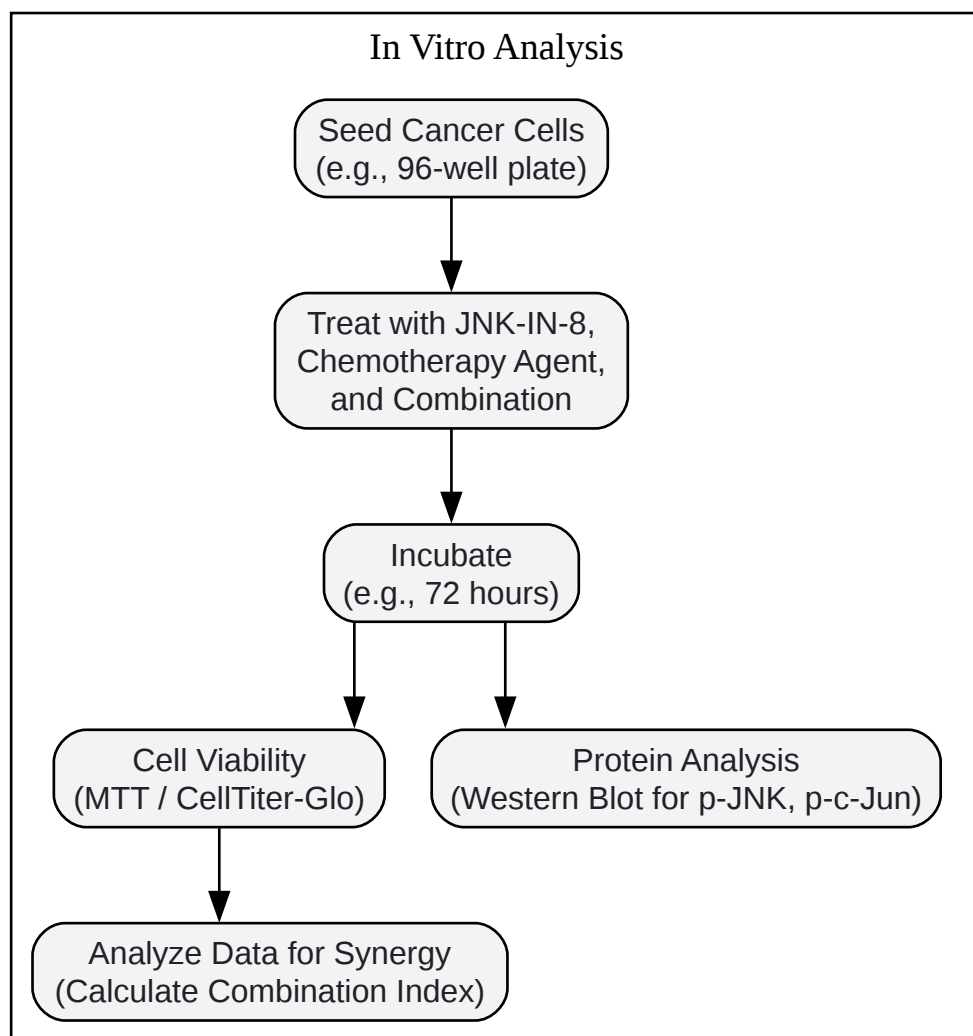 In Vitro Analysis
Seed Cancer Cells
(e.g., 96-well plate)
Treat with JNK-IN-8,
Chemotherapy Agent,
and Combination
Incubate
(e.g., 72 hours)
Cell Viability
(MTT / CellTiter-Glo)
Protein Analysis
(Western Blot for p-JNK, p-c-Jun)
Analyze Data for Synergy
(Calculate Combination Index)